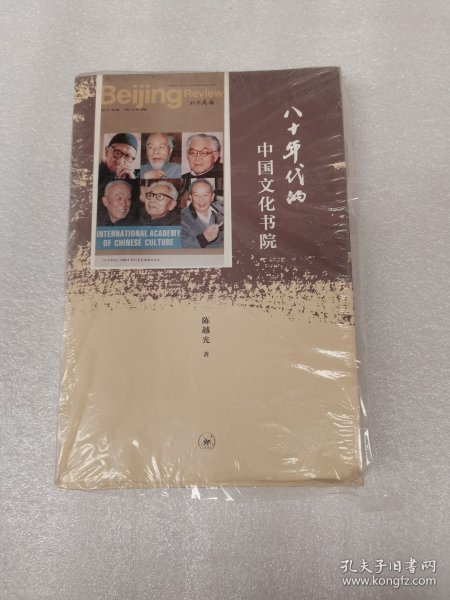 Beijing
Review
北京周报
INTERNATIONAL ACADEMY
OF CHINESE CULTURE
八十年代的
中国文化书院
陈越光 著
孔夫子旧书网
www.kongfz.com